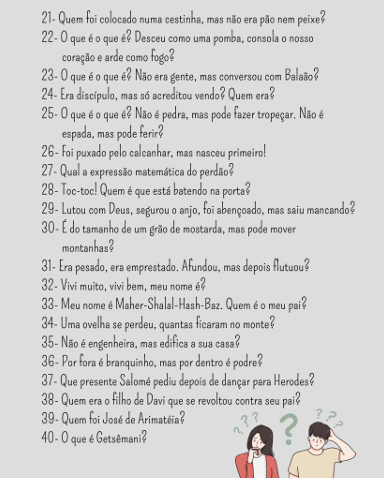 21- Quem foi colocado numa cestinha, mas não era pão nem peixe?
22- O que é o que é? Desceu como uma pomba, consola o nosso
coração e arde como fogo?
23- O que é o que é? Não era gente, mas conversou com Balaão?
24- Era discípulo, mas só acreditou vendo? Quem era?
25- O que é o que é? Não é pedra, mas pode fazer tropeçar. Não é
espada, mas pode ferir?
26- Foi puxado pelo calcanhar, mas nasceu primeiro!
27- Qual a expressão matemática do perdão?
28- Toc-toc! Quem é que está batendo na porta?
29- Lutou com Deus, segurou o anjo, foi abençoado, mas saiu mancando?
30- É do tamanho de um grão de mostarda, mas pode mover
montanhas?
31- Era pesado, era emprestado. Afundou, mas depois flutuou?
32- Vivi muito, vivi bem, meu nome é?
33- Meu nome é Maher-Shalal-Hash-Baz. Quem é o meu pai?
34- Uma ovelha se perdeu, quantas ficaram no monte?
35- Não é engenheira, mas edifica a sua casa?
36- Por fora é branquinho, mas por dentro é podre?
37- Que presente Salomé pediu depois de dançar para Herodes?
38- Quem era o filho de Davi que se revoltou contra seu pai?
39- Quem foi José de Arimatéia?
40- O que é Getsêmani?